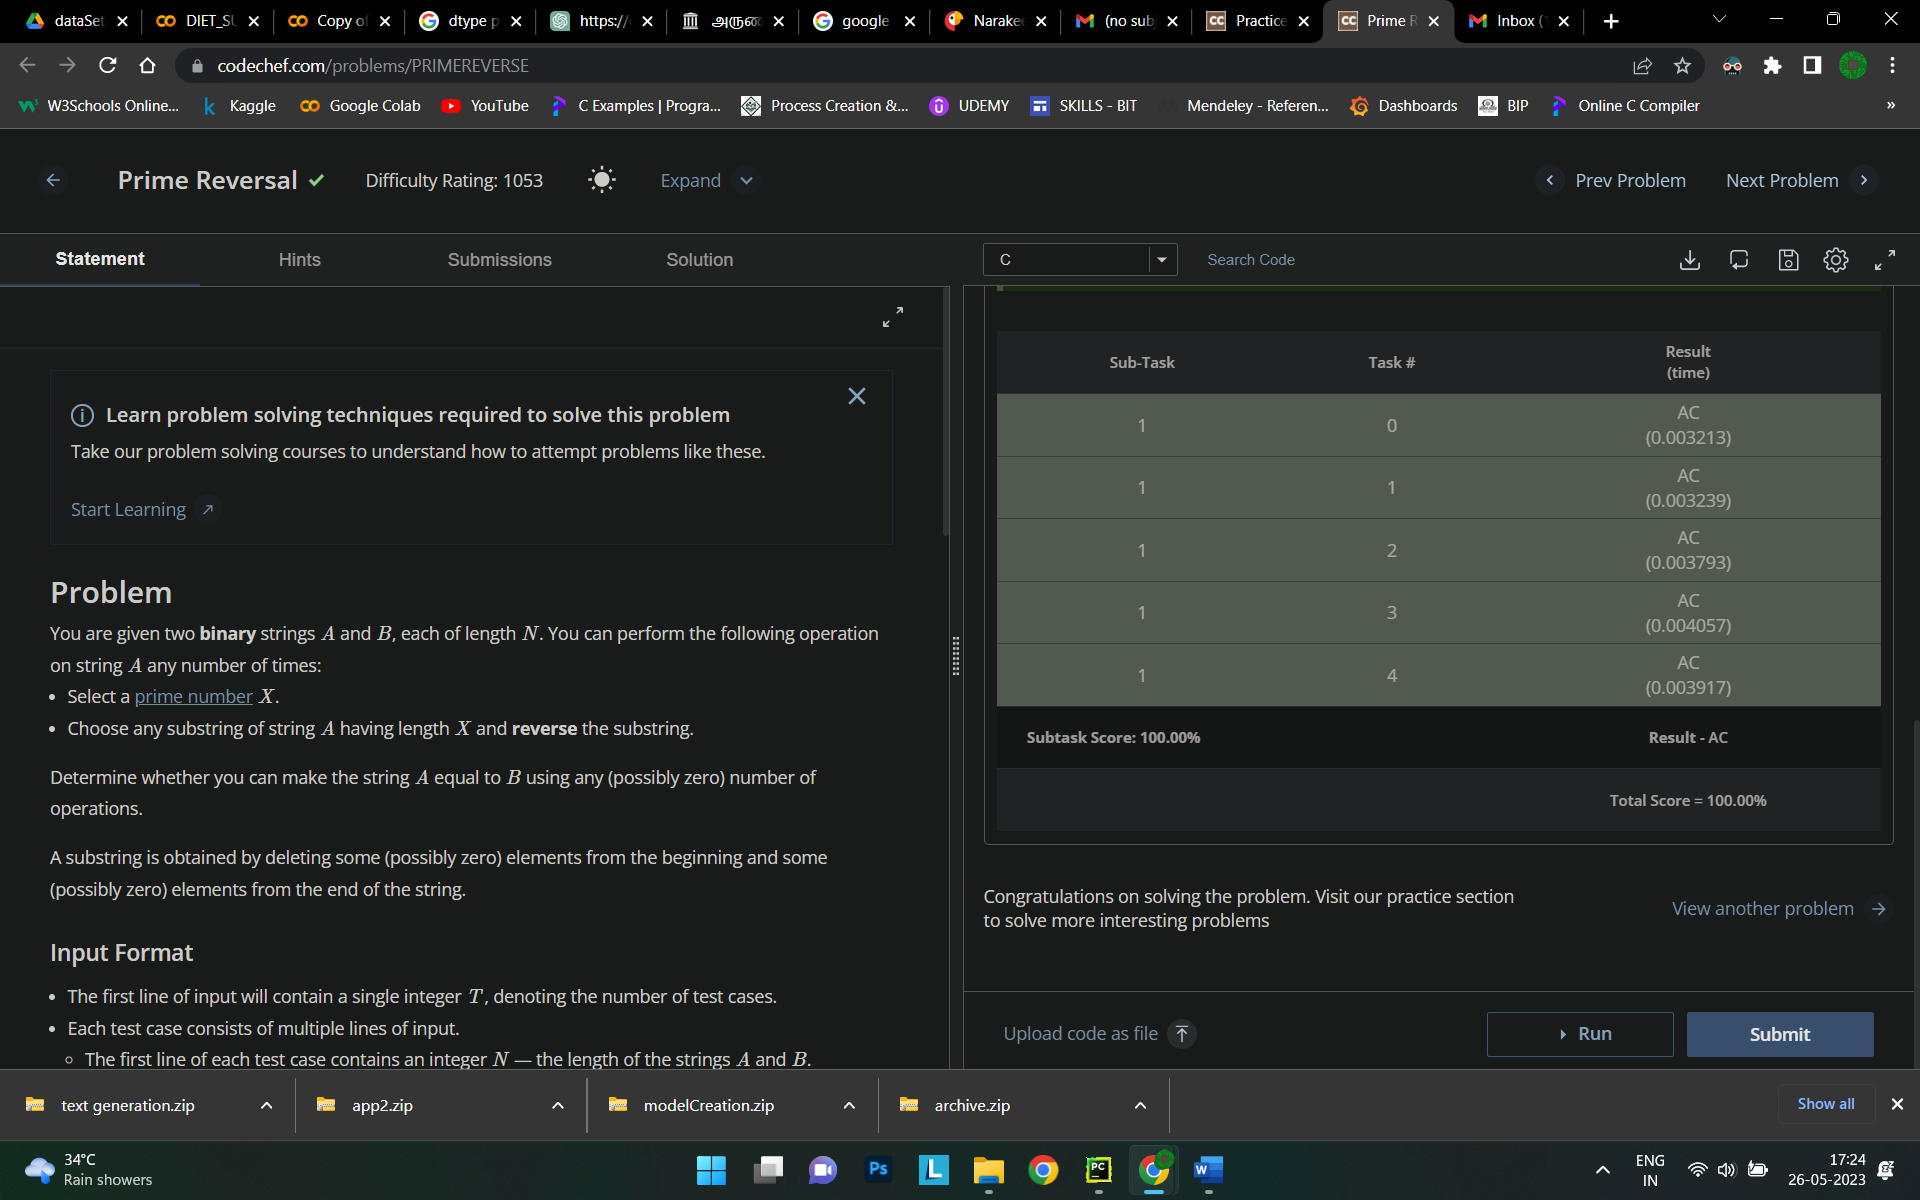 dataSet
DIET_SU
Copy of
dtype p
https://
அருண
google
Narakee
(no sub
Practice
Prime R
Inbox (
codechef.com/problems/PRIMEREVERSE
W3Schools Online...
Kaggle
Google Colab
YouTube
C Examples | Progra...
Process Creation &...
UDEMY
SKILLS - BIT
Mendeley - Referen...
Dashboards
BIP
Online C Compiler
»
Prime Reversal
Difficulty Rating: 1053
Expand
Prev Problem
Next Problem
Statement
Hints
Submissions
Solution
C
Search Code
Learn problem solving techniques required to solve this problem
Take our problem solving courses to understand how to attempt problems like these.
Start Learning
Problem
You are given two binary strings A and B, each of length N. You can perform the following operation
on string A any number of times:
• Select a prime number X.
• Choose any substring of string A having length X and reverse the substring.
Determine whether you can make the string A equal to B using any (possibly zero) number of
operations.
A substring is obtained by deleting some (possibly zero) elements from the beginning and some
(possibly zero) elements from the end of the string.
Input Format
• The first line of input will contain a single integer T, denoting the number of test cases.
• Each test case consists of multiple lines of input.
◦ The first line of each test case contains an integer N — the length of the strings A and B.
Sub-Task Task # Result
(time)
1 0 AC
(0.003213)
1 1 AC
(0.003239)
1 2 AC
(0.003793)
1 3 AC
(0.004057)
1 4 AC
(0.003917)
Subtask Score: 100.00% Result - AC
Total Score = 100.00%
Congratulations on solving the problem. Visit our practice section
to solve more interesting problems
View another problem
Upload code as file
Run
Submit
text generation.zip
app2.zip
modelCreation.zip
archive.zip
Show all
34°C
Rain showers
Ps
L
PC
W
ENG
IN
17:24
26-05-2023